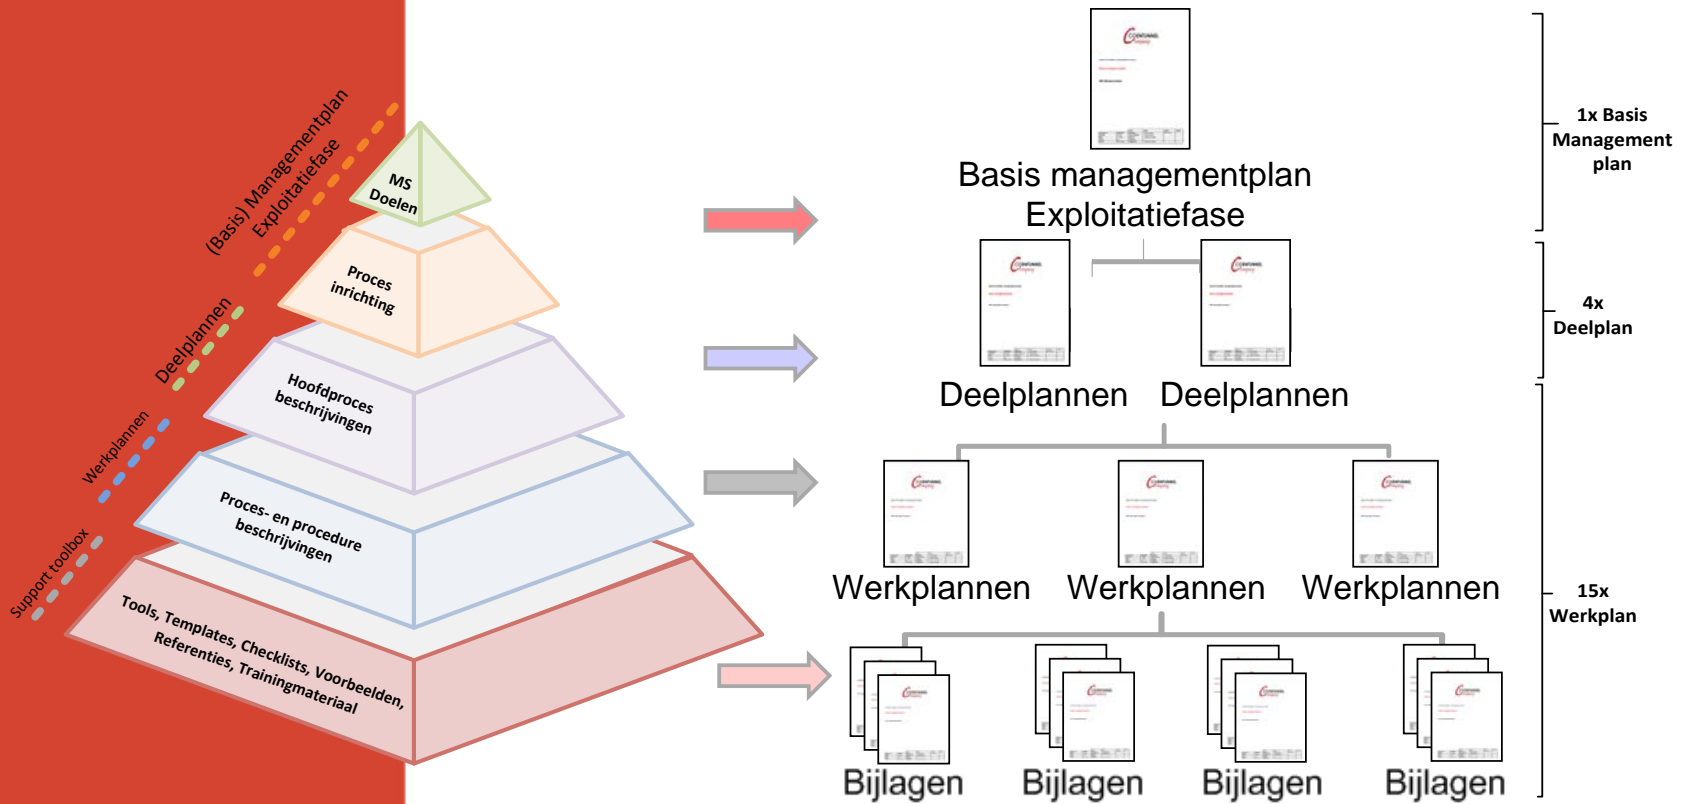 (Basis) Managementplan
Exploitatiefase
Deelplannen
Werkplannen
Support toolbox
MS
Doelen
Proces
inrichting
Hoofdproces
beschrijvingen
Proces- en procedure
beschrijvingen
Tools, Templates, Checklists, Voorbeelden,
Referenties, Trainingmateriaal
Basis managementplan
Exploitatiefase
Deelplannen
Deelplannen
Werkplannen
Werkplannen
Werkplannen
Bijlagen
Bijlagen
Bijlagen
Bijlagen
1x Basis
Management
plan
4x
Deelplan
15x
Werkplan